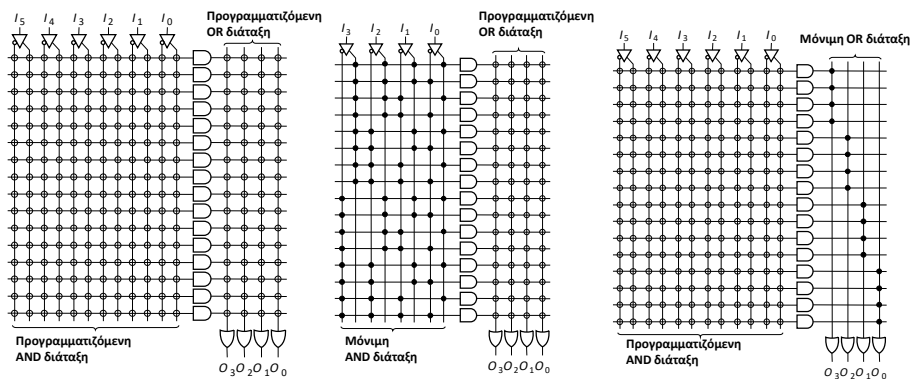 I5 I4 I3 I2 I1 I0
Προγραμματιζόμενη
OR διάταξη
Προγραμματιζόμενη
AND διάταξη
O3 O2 O1 O0
I3 I2 I1 I0
Προγραμματιζόμενη
OR διάταξη
Μόνιμη
AND διάταξη
O3 O2 O1 O0
I5 I4 I3 I2 I1 I0
Μόνιμη OR διάταξη
Προγραμματιζόμενη
AND διάταξη
O3 O2 O1 O0